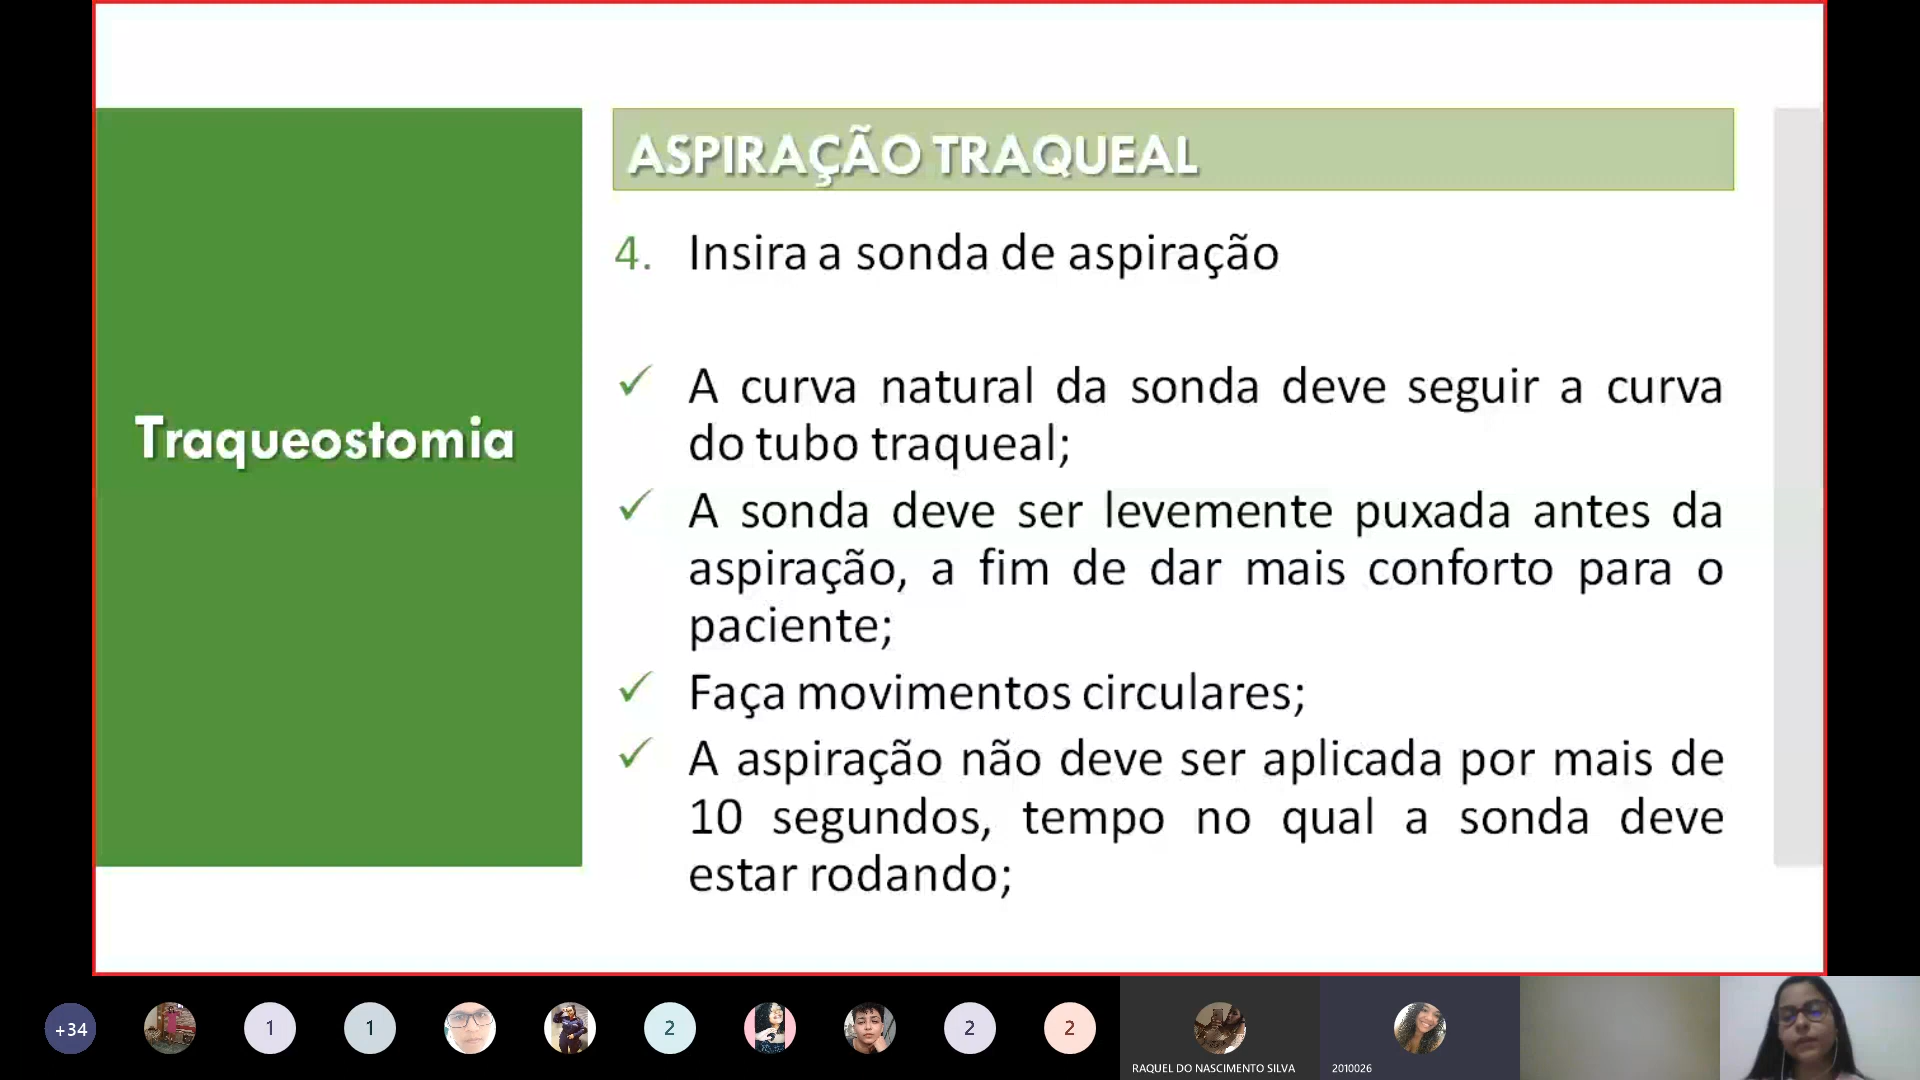 ASPIRAÇÃO TRAQUEAL
Traqueostomia
4. Insira a sonda de aspiração
✓ A curva natural da sonda deve seguir a curva
do tubo traqueal;
✓ A sonda deve ser levemente puxada antes da
aspiração, a fim de dar mais conforto para o
paciente;
✓ Faça movimentos circulares;
✓ A aspiração não deve ser aplicada por mais de
10 segundos, tempo no qual a sonda deve
estar rodando;
+34
1
1
2
2
2
RAQUEL DO NASCIMENTO SILVA
2010026